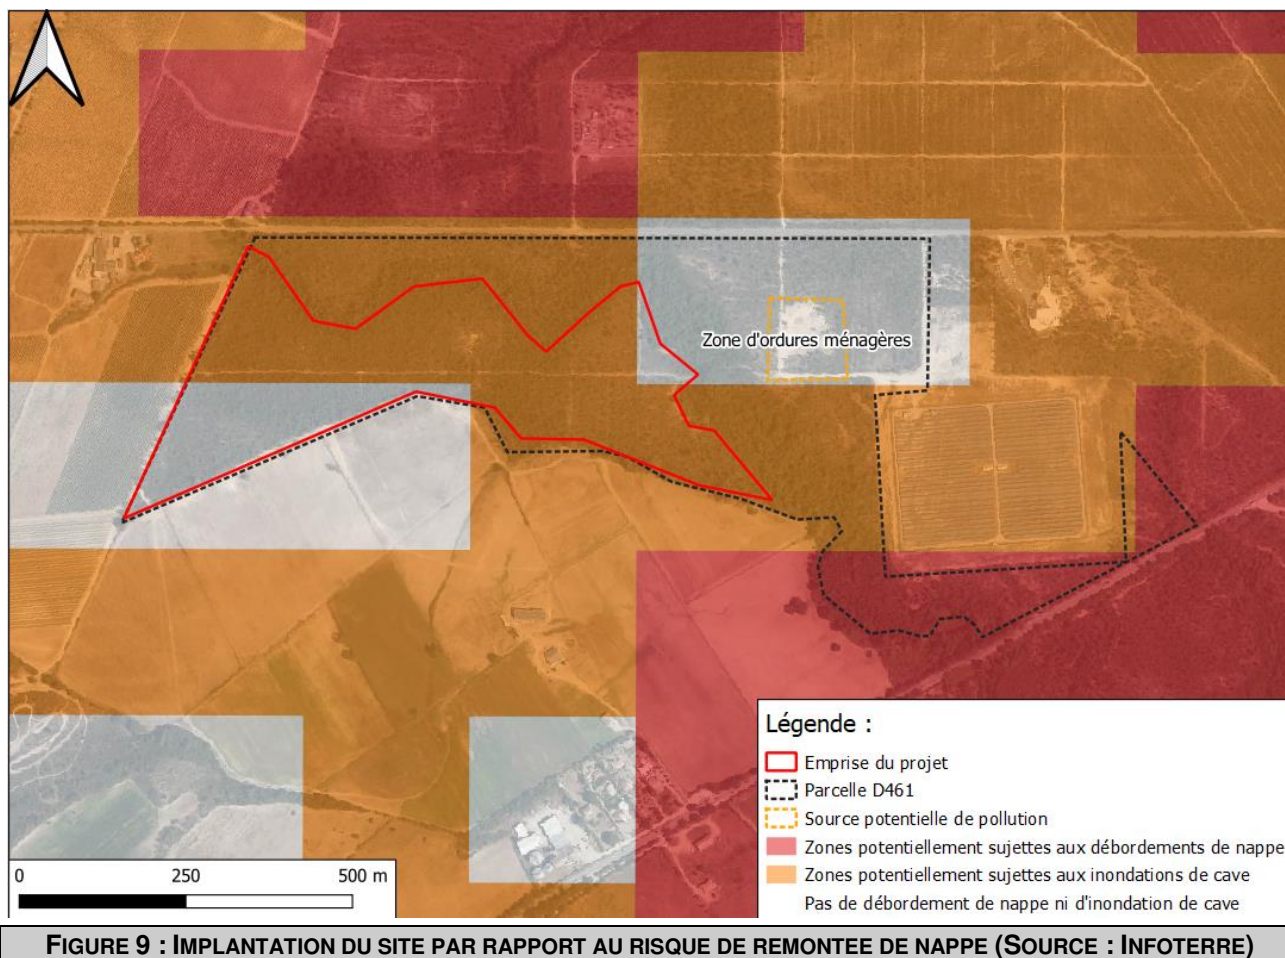 Zone d'ordures ménagères
Légende :
Emprise du projet
Parcelle D461
Source potentielle de pollution
Zones potentiellement sujettes aux débordements de nappe
Zones potentiellement sujettes aux inondations de cave
Pas de débordement de nappe ni d'inondation de cave
0 250 500 m
FIGURE 9 : IMPLANTATION DU SITE PAR RAPPORT AU RISQUE DE REMONTEE DE NAPPE (SOURCE : INFOTERRE)